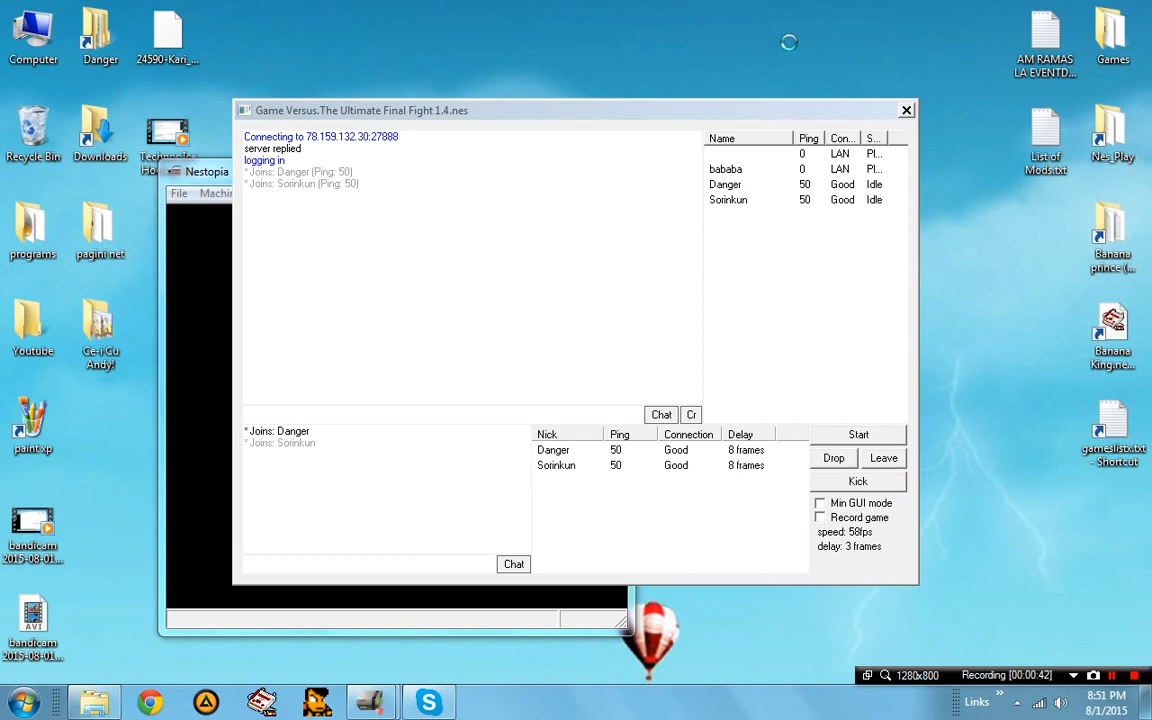 Computer
Danger
24590-Kari_...
AM RAMAS
LA EVENTD...
Games
Game Versus.The Ultimate Final Fight 1.4.nes
Connecting to 78.159.132.30:27888
server replied
logging in
* Joins: Danger (Ping: 50)
* Joins: Sorinkun (Ping: 50)
Name Ping Con... S...
0 LAN Pl...
bababa 0 LAN Pl...
Danger 50 Good Idle
Sorinkun 50 Good Idle
Recycle Bin
Downloads
Nestopia
File Machin
List of
Mods.txt
Nes_Play
programs
pagini net
Banana
prince (...
Youtube
Ce-i Cu
Andy!
Banana
King.ne...
Chat Cr
* Joins: Danger
* Joins: Sorinkun
Nick Ping Connection Delay
Danger 50 Good 8 frames
Sorinkun 50 Good 8 frames
Start
Drop Leave
Kick
Min GUI mode
Record game
speed: 58fps
delay: 3 frames
Chat
paint xp
gameslistx.txt
- Shortcut
bandicam
2015-08-01...
AVI
bandicam
2015-08-01...
1280x800 Recording [00:00:42]
Links
8:51 PM
8/1/2015